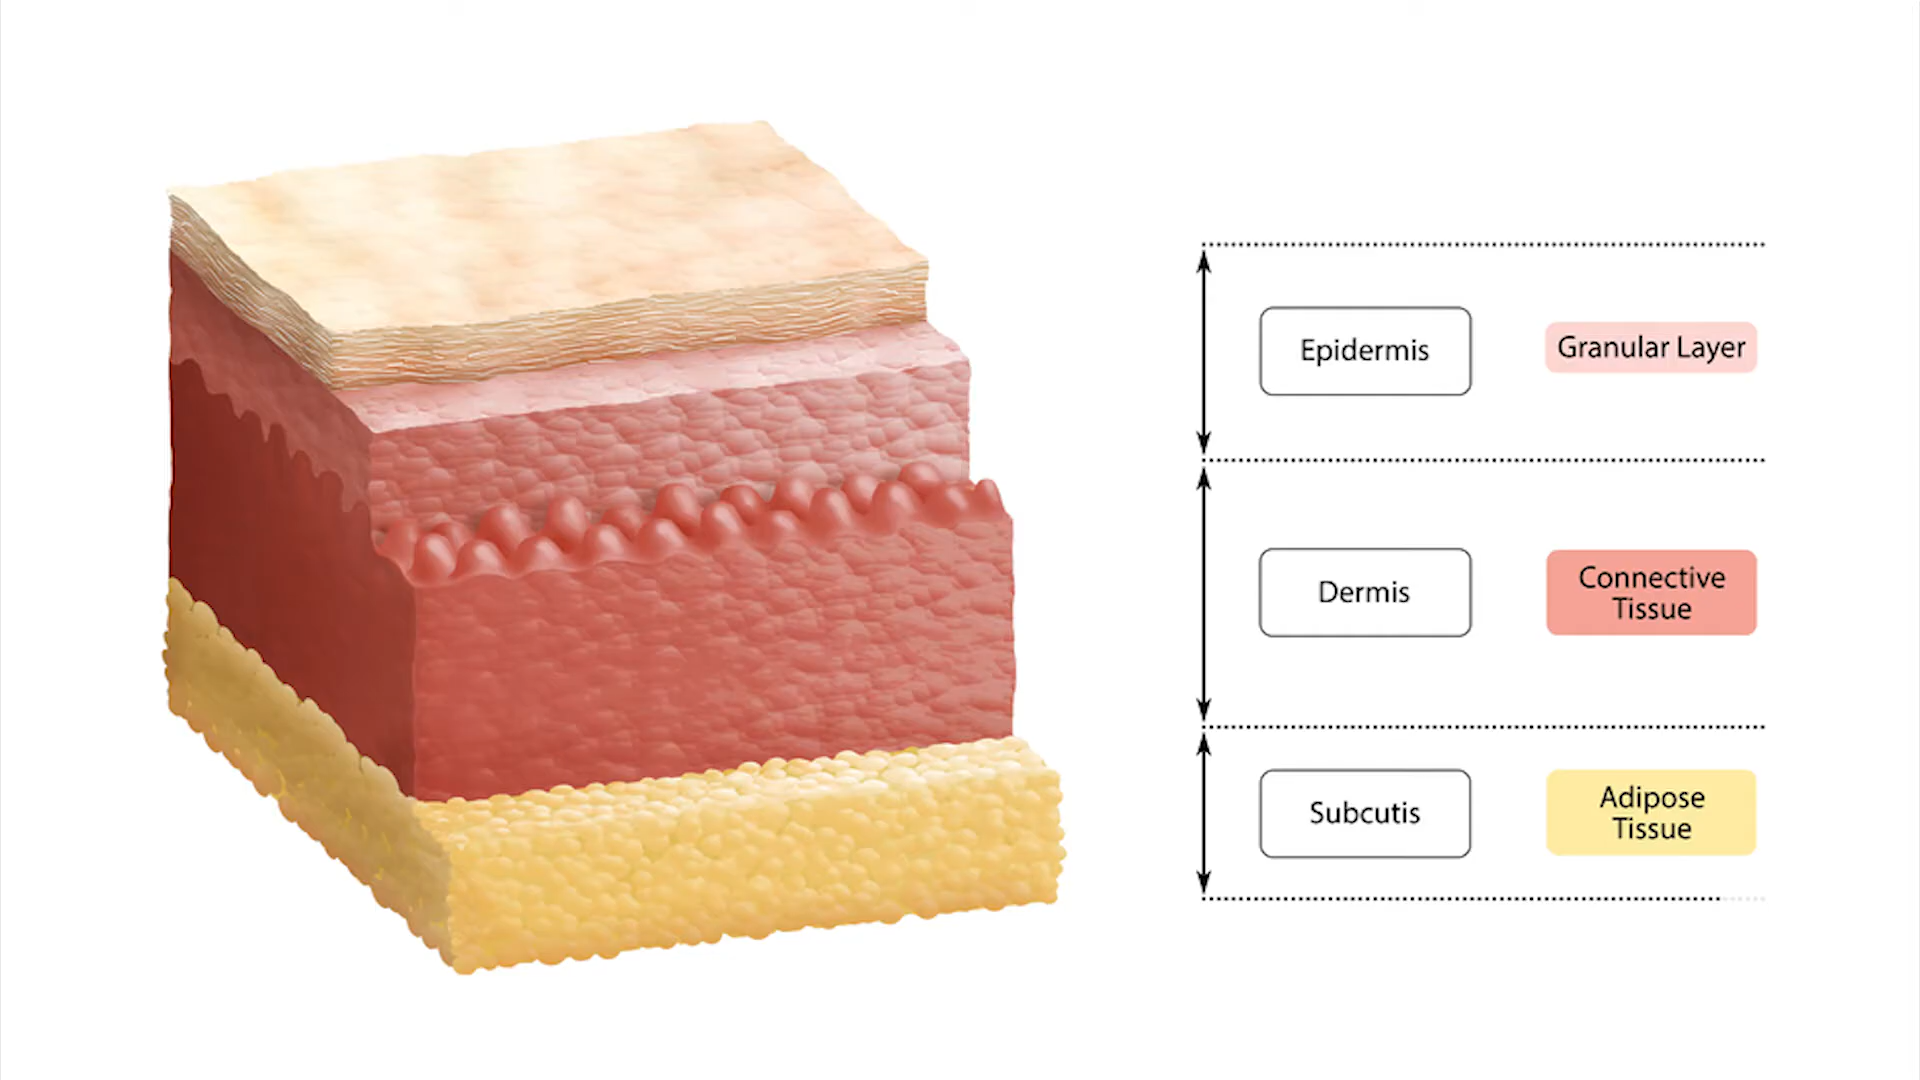 Epidermis
Granular Layer
Dermis
Connective
Tissue
Subcutis
Adipose
Tissue